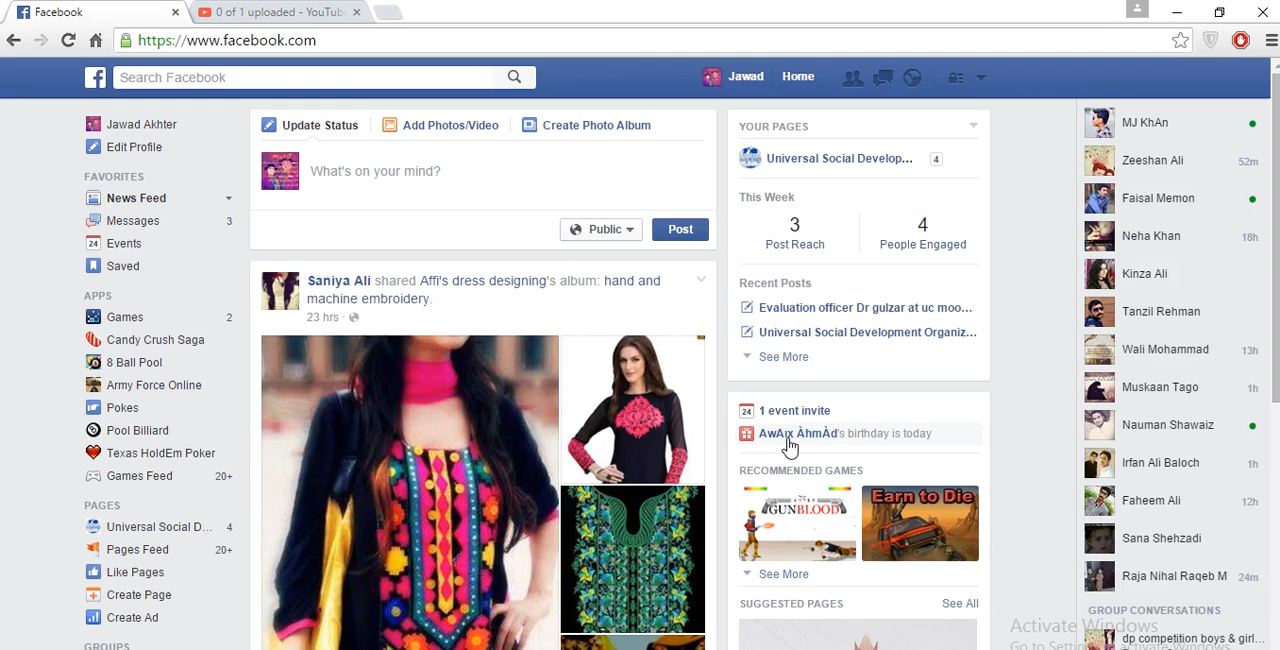 Facebook
0 of 1 uploaded - YouTub
https://www.facebook.com
Search Facebook
Jawad
Home
Jawad Akhter
Edit Profile
FAVORITES
News Feed
Messages 3
24 Events
Saved
APPS
Games 2
Candy Crush Saga
8 Ball Pool
Army Force Online
Pokes
Pool Billiard
Texas HoldEm Poker
Games Feed 20+
PAGES
Universal Social D... 4
Pages Feed 20+
Like Pages
Create Page
Create Ad
GROUPS
Update Status
Add Photos/Video
Create Photo Album
What's on your mind?
Public
Post
Saniya Ali shared Affi's dress designing's album: hand and
machine embroidery.
23 hrs ·
YOUR PAGES
Universal Social Develop... 4
This Week
3 4
Post Reach People Engaged
Recent Posts
Evaluation officer Dr gulzar at uc moo...
Universal Social Development Organiz...
See More
24 1 event invite
AwAıx ÀhmÀd's birthday is today
RECOMMENDED GAMES
GUNBLOOD
Earn to Die
See More
SUGGESTED PAGES See All
MJ KhAn
Zeeshan Ali 52m
Faisal Memon
Neha Khan 18h
Kinza Ali
Tanzil Rehman
Wali Mohammad 13h
Muskaan Tago 1h
Nauman Shawaiz
Irfan Ali Baloch 1h
Faheem Ali 12h
Sana Shehzadi
Raja Nihal Raqeb M 24m
GROUP CONVERSATIONS
dp competition boys & girl...
Activate Windows